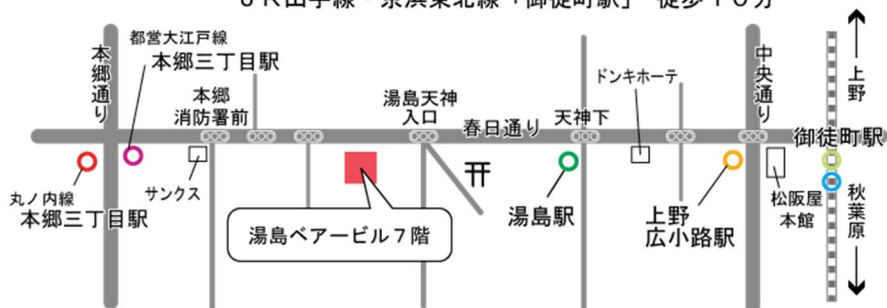 JR山手線・京浜東北線「御徒町駅」 徒歩10分
本郷通り
都営大江戸線
本郷三丁目駅
本郷
消防署前
湯島天神
入口
春日通り
天神下
ドンキホーテ
中央通り
上野
御徒町駅
丸ノ内線
本郷三丁目駅
サンクス
湯島ベアービル7階
湯島駅
上野
広小路駅
松阪屋
本館
秋葉原